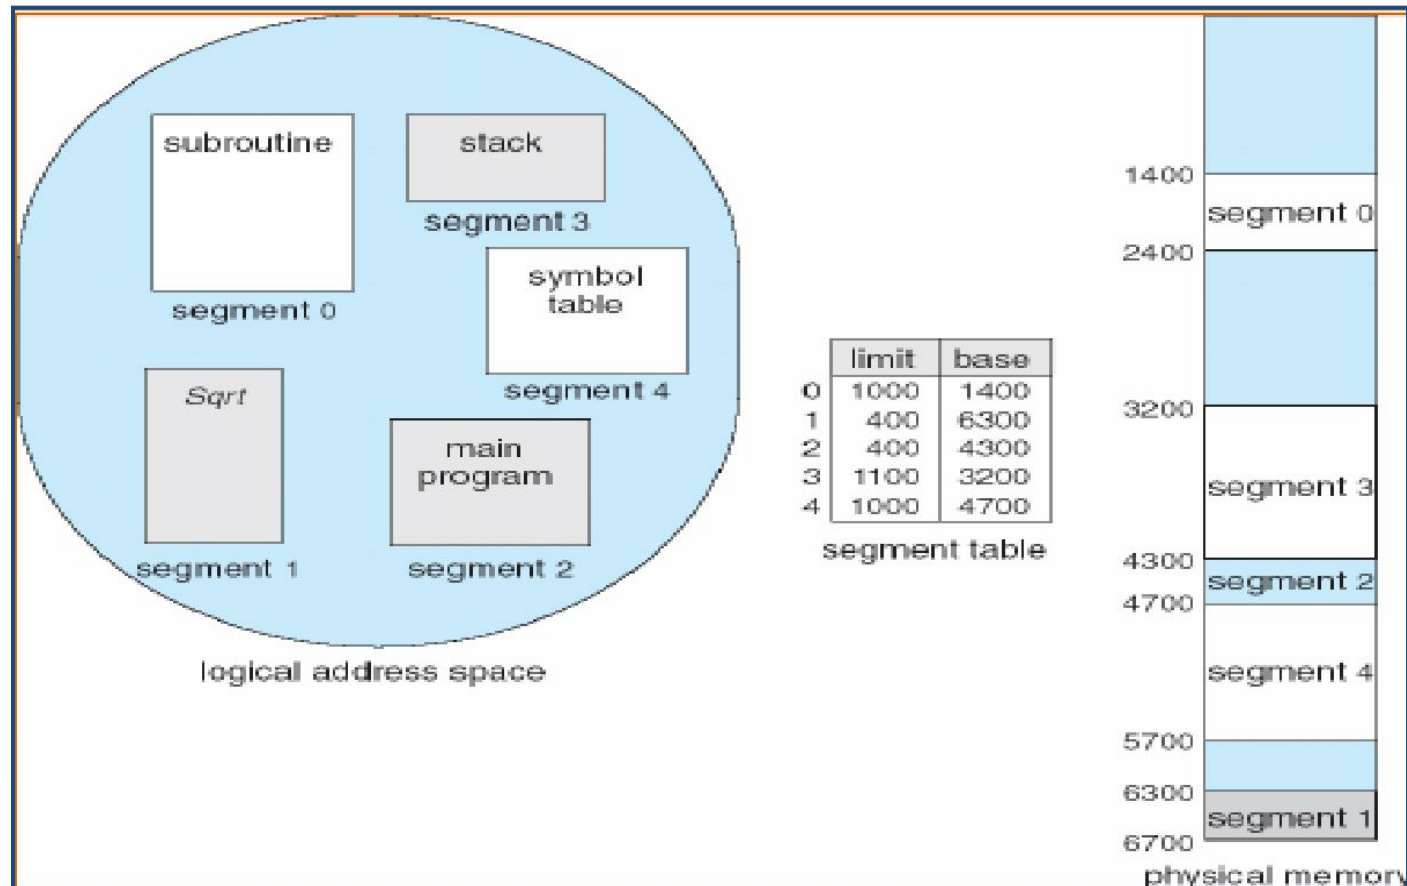 subroutine
segment 0
stack
segment 3
symbol
table
segment 4
Sqrt
segment 1
main
program
segment 2
logical address space
limit base
0 1000 1400
1 400 6300
2 400 4300
3 1100 3200
4 1000 4700
segment table
1400
segment 0
2400
3200
segment 3
4300
segment 2
4700
segment 4
5700
6300
segment 1
6700
physical memory